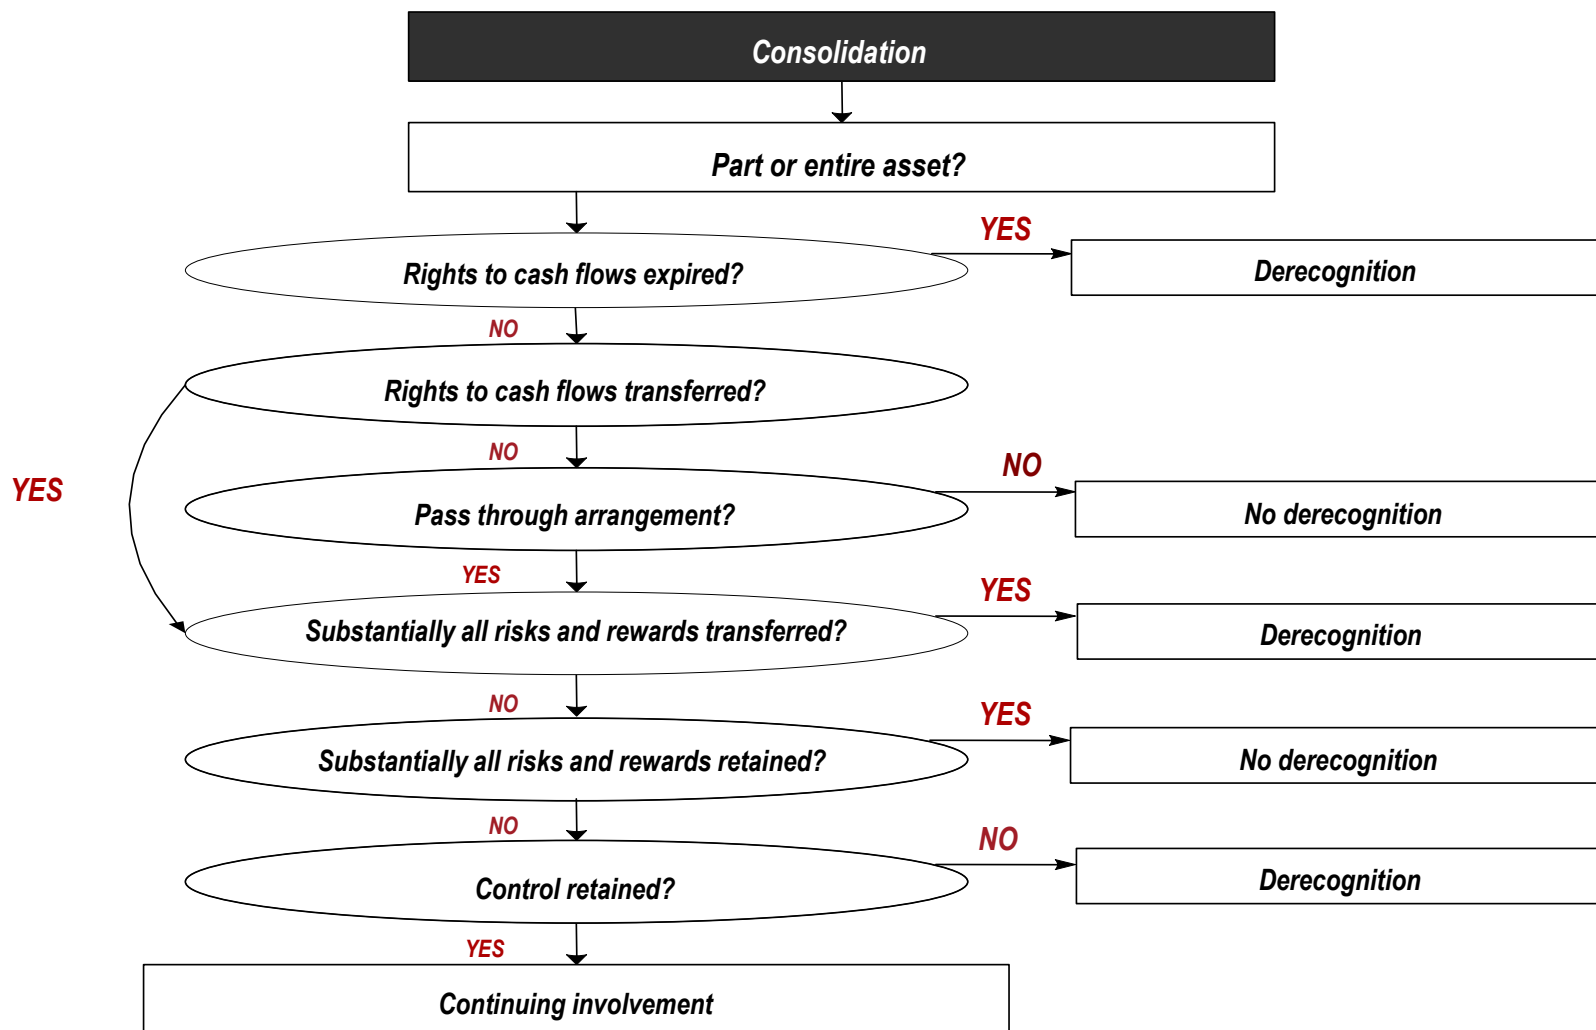 Consolidation
Part or entire asset?
YES
Rights to cash flows expired?
Derecognition
NO
Rights to cash flows transferred?
NO
NO
YES
Pass through arrangement?
No derecognition
YES
YES
Substantially all risks and rewards transferred?
Derecognition
NO
YES
Substantially all risks and rewards retained?
No derecognition
NO
NO
Control retained?
Derecognition
YES
Continuing involvement